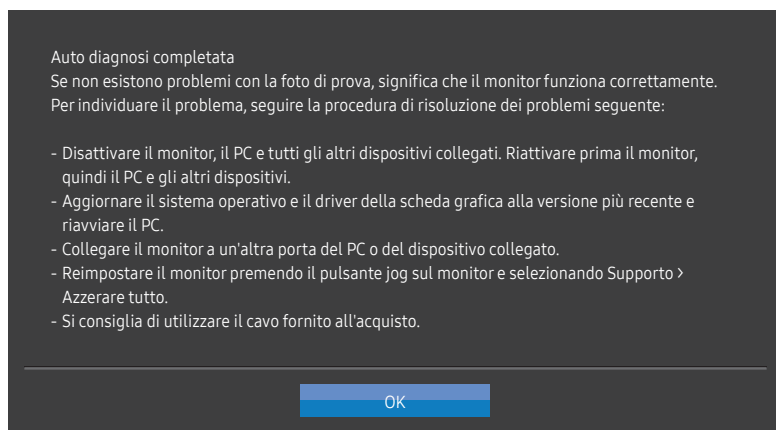 Auto diagnosi completata
Se non esistono problemi con la foto di prova, significa che il monitor funziona correttamente.
Per individuare il problema, seguire la procedura di risoluzione dei problemi seguente:
- Disattivare il monitor, il PC e tutti gli altri dispositivi collegati. Riattivare prima il monitor,
quindi il PC e gli altri dispositivi.
- Aggiornare il sistema operativo e il driver della scheda grafica alla versione più recente e
riavviare il PC.
- Collegare il monitor a un'altra porta del PC o del dispositivo collegato.
- Reimpostare il monitor premendo il pulsante jog sul monitor e selezionando Supporto >
Azzerare tutto.
- Si consiglia di utilizzare il cavo fornito all'acquisto.
OK